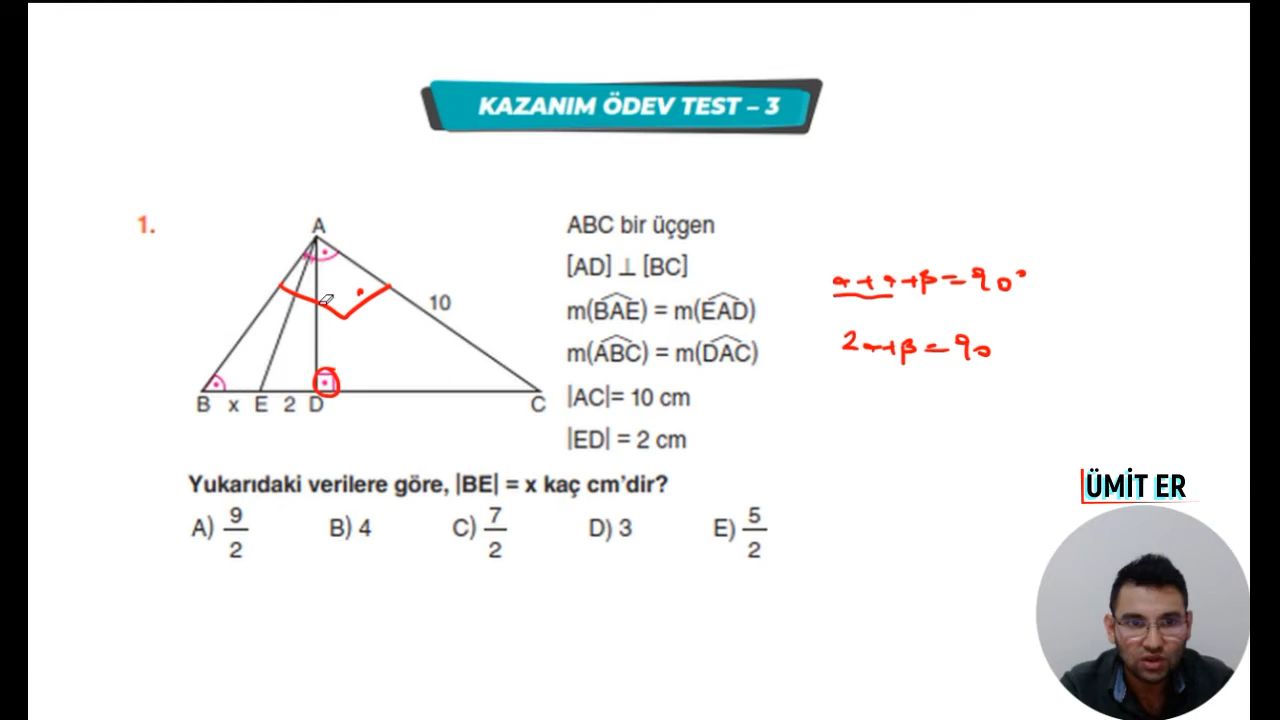 KAZANIM ÖDEV TEST – 3
1.
A
10
B x E 2 D C
ABC bir üçgen
[AD] ⊥ [BC]
m(BAE) = m(EAD)
m(ABC) = m(DAC)
|AC|= 10 cm
|ED| = 2 cm
α+α+β=90°
2α+β=90
Yukarıdaki verilere göre, |BE| = x kaç cm'dir?
A) 9/2 B) 4 C) 7/2 D) 3 E) 5/2
ÜMİT ER